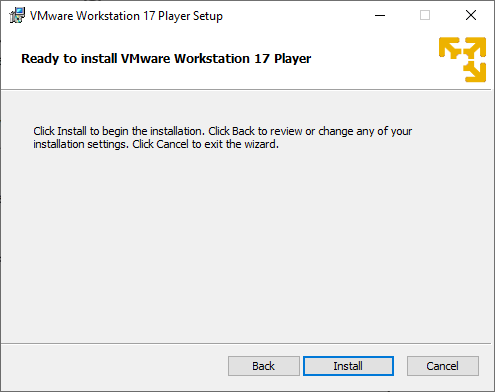 VMware Workstation 17 Player Setup
Ready to install VMware Workstation 17 Player
Click Install to begin the installation. Click Back to review or change any of your
installation settings. Click Cancel to exit the wizard.
Back Install Cancel